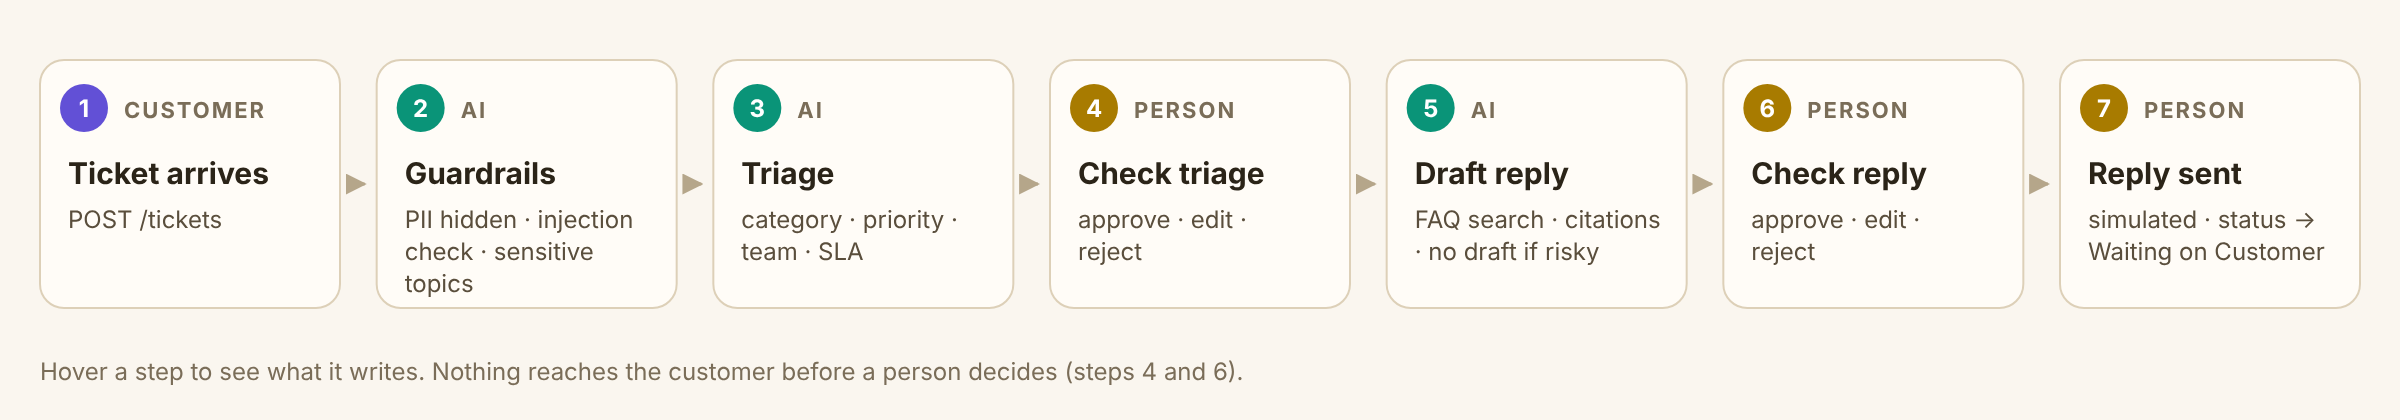 1 CUSTOMER
Ticket arrives
POST /tickets
2 AI
Guardrails
PII hidden · injection
check · sensitive
topics
3 AI
Triage
category · priority ·
team · SLA
4 PERSON
Check triage
approve · edit ·
reject
5 AI
Draft reply
FAQ search · citations
· no draft if risky
6 PERSON
Check reply
approve · edit ·
reject
7 PERSON
Reply sent
simulated · status →
Waiting on Customer
Hover a step to see what it writes. Nothing reaches the customer before a person decides (steps 4 and 6).